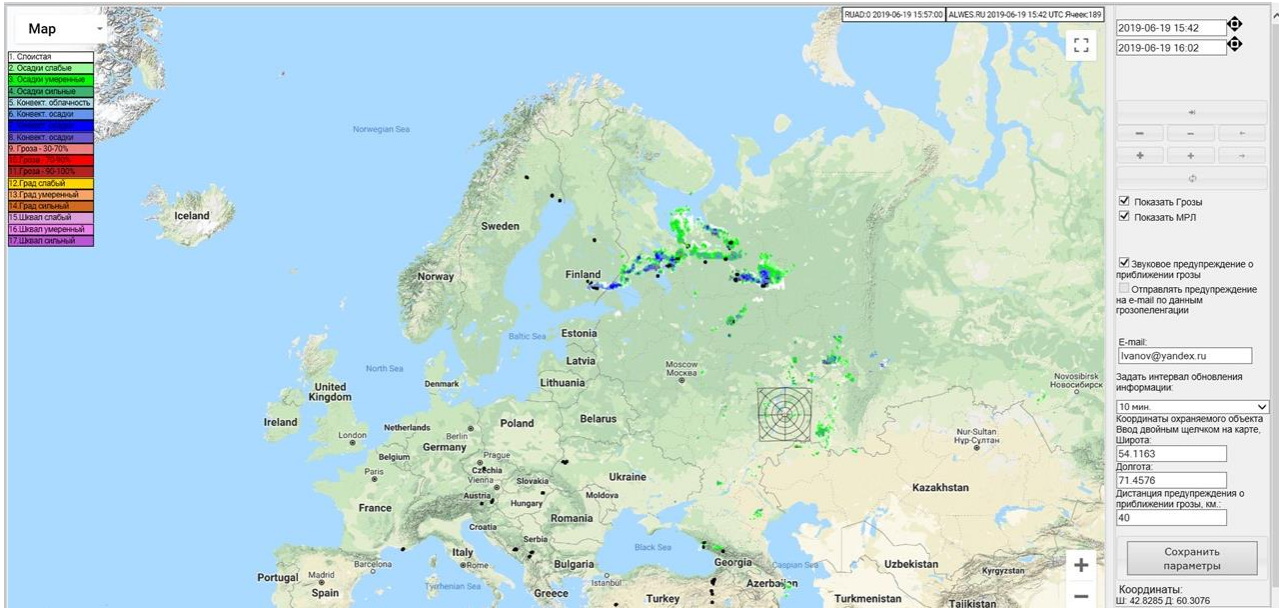 Map
RUAD:0 2019-06-19 15:57:00
ALWES.RU 2019-06-19 15:42 UTC Ячеек:189
1. Слоистая
2. Осадки слабые
3. Осадки умеренные
4. Осадки сильные
5. Конвект. облачность
6. Конвект. осадки
8. Конвект. осадки
9. Гроза - 30-70%
10.Гроза - 70-90%
11.Гроза - 90-100%
12.Град слабый
13.Град умеренный
14.Град сильный
15.Шквал слабый
16.Шквал умеренный
17.Шквал сильный
Norwegian Sea
Iceland
Sweden
Norway
Finland
Baltic Sea
Estonia
Latvia
Lithuania
North Sea
Denmark
United
Kingdom
Ireland
London
Netherlands
Berlin
Poland
Belarus
Moscow
Москва
Novosibirsk
Новосибирск
Belgium
Germany
Prague
Czechia
Paris
Vienna
Slovakia
Ukraine
Nur-Sultan
Нұр-Сұлтан
Kazakhstan
France
Austria
Hungary
Moldova
Croatia
Romania
Serbia
Italy
Rome
Bulgaria
Black Sea
Georgia
Caspian Sea
Uzbekistan
Kyrgyzstan
Portugal
Madrid
Spain
Barcelona
Tyrrhenian Sea
Greece
Istanbul
Turkey
Azerbaijan
Turkmenistan
Tajikistan
2019-06-19 15:42
2019-06-19 16:02
Показать Грозы
Показать МРЛ
Звуковое предупреждение о
приближении грозы
Отправлять предупреждение
на e-mail по данным
грозопеленгации
E-mail:
Ivanov@yandex.ru
Задать интервал обновления
информации:
10 мин.
Координаты охраняемого объекта
Ввод двойным щелчком на карте,
Широта:
54.1163
Долгота:
71.4576
Дистанция предупреждения о
приближении грозы, км.:
40
Сохранить
параметры
Координаты:
Ш: 42.8285 Д: 60.3076